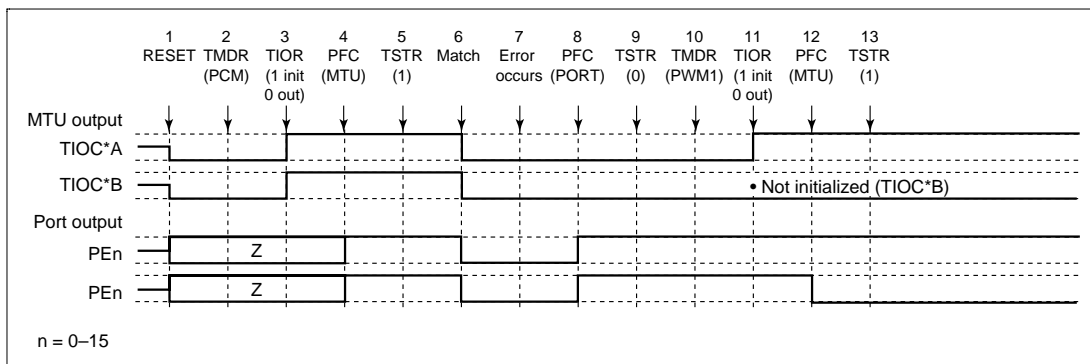 1 2 3 4 5 6 7 8 9 10 11 12 13
RESET TMDR TIOR PFC TSTR Match Error PFC TSTR TMDR TIOR PFC TSTR
(PCM) (1 init (MTU) (1) occurs (PORT) (0) (PWM1) (1 init (MTU) (1)
0 out) 0 out)
MTU output
TIOC*A
TIOC*B
• Not initialized (TIOC*B)
Port output
PEn
Z
PEn
Z
n = 0–15